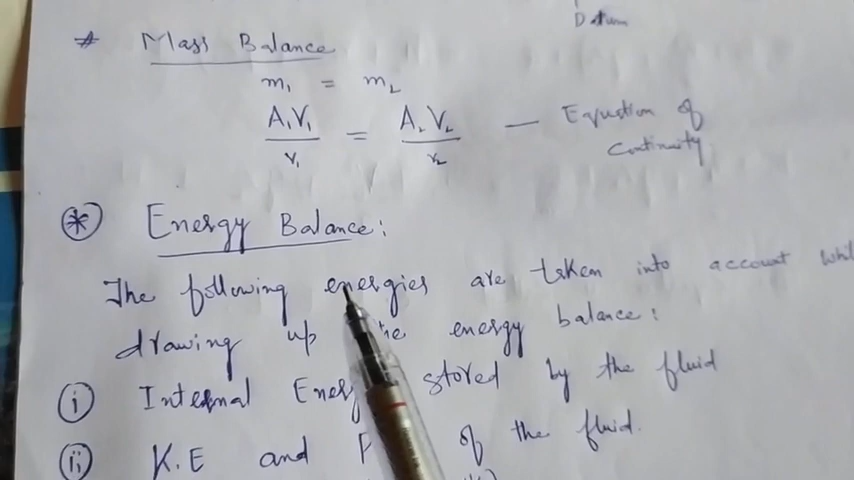 Datum
# Mass Balance
m₁ = m₂
A₁V₁/v₁ = A₂V₂/v₂ — Equation of
Continuity
* Energy Balance:
The following energies are taken into account
drawing up the energy balance:
(i) Internal stored by the fluid
(ii) K.E and of the fluid.